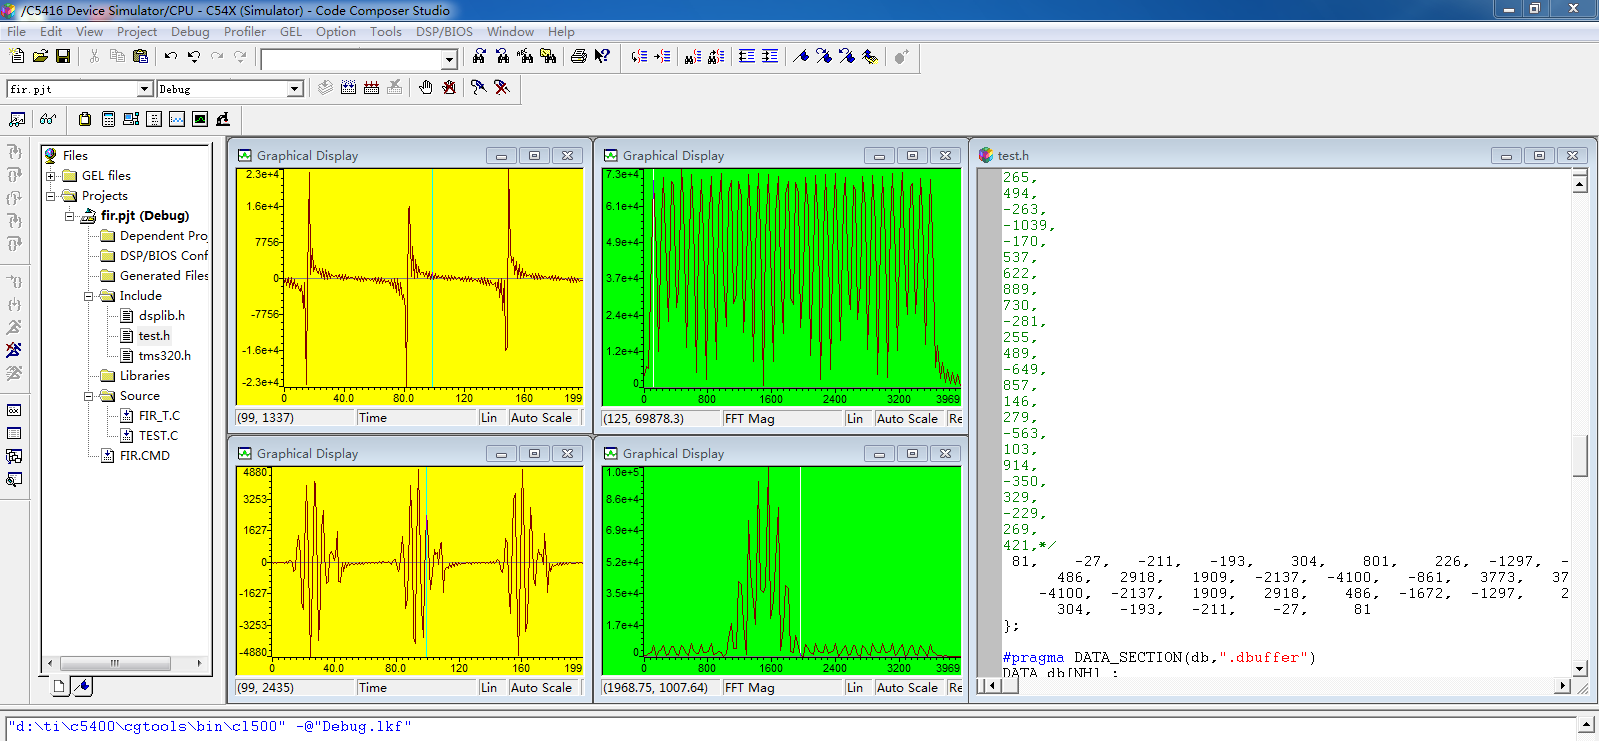 /C5416 Device Simulator/CPU - C54X (Simulator) - Code Composer Studio
File Edit View Project Debug Profiler GEL Option Tools DSP/BIOS Window Help
fir.pjt Debug
Files
GEL files
Projects
fir.pjt (Debug)
Dependent Proj
DSP/BIOS Conf
Generated Files
Include
dsplib.h
test.h
tms320.h
Libraries
Source
FIR_T.C
TEST.C
FIR.CMD
Graphical Display
2.3e+4
1.6e+4
7756
0
-7756
-1.6e+4
-2.3e+4
0 40.0 80.0 120 160 199
(99, 1337) Time Lin Auto Scale
Graphical Display
7.3e+4
6.1e+4
4.9e+4
3.7e+4
2.4e+4
1.2e+4
0
0 800 1600 2400 3200 3969
(125, 69878.3) FFT Mag Lin Auto Scale Re
Graphical Display
4880
3253
1627
0
-1627
-3253
-4880
0 40.0 80.0 120 160 199
(99, 2435) Time Lin Auto Scale
Graphical Display
1.0e+5
8.6e+4
6.9e+4
5.2e+4
3.5e+4
1.7e+4
0
0 800 1600 2400 3200 3969
(1968.75, 1007.64) FFT Mag Lin Auto Scale Re
test.h
265,
494,
-263,
-1039,
-170,
537,
622,
889,
730,
-281,
255,
489,
-649,
857,
146,
279,
-563,
103,
914,
-350,
329,
-229,
269,
421,*/
81, -27, -211, -193, 304, 801, 226, -1297, -
486, 2918, 1909, -2137, -4100, -861, 3773, 37
-4100, -2137, 1909, 2918, 486, -1672, -1297, 2
304, -193, -211, -27, 81
};
#pragma DATA_SECTION(db,".dbuffer")
DATA db[NH] ;
"d:\ti\c5400\cgtools\bin\cl500" -@"Debug.lkf"